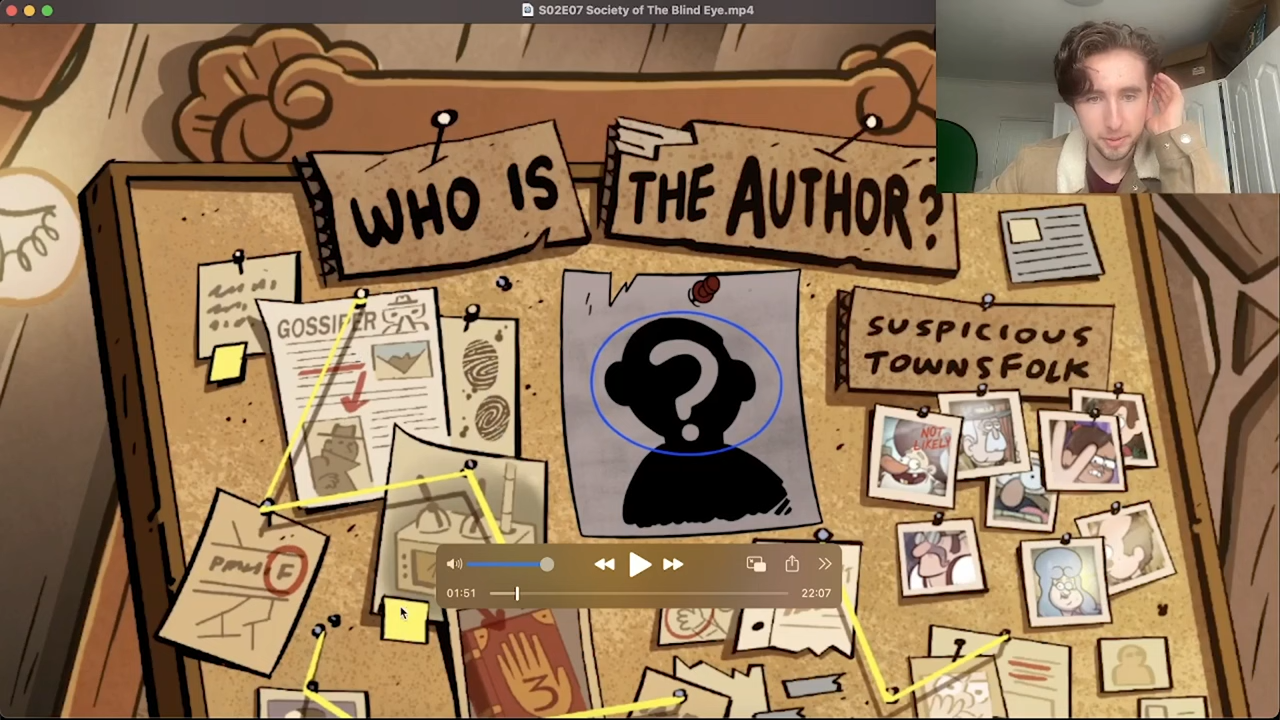 S02E07 Society of The Blind Eye.mp4
WHO IS
THE AUTHOR?
GOSSIPER
SUSPICIOUS
TOWNSFOLK
NOT
LIKELY
?
F
01:51
22:07
3